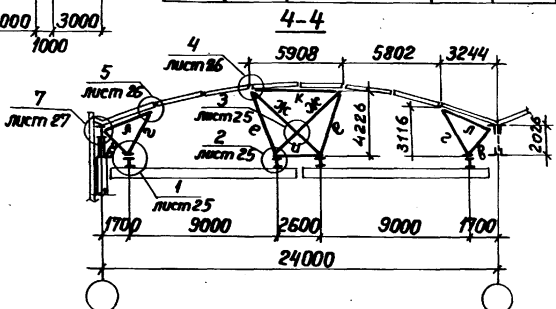 000
3000
1000
4-4
4
лист 26
5908
5802
3244
5
лист 26
7
лист 27
3
лист 25
2
лист 25
1
лист 25
к
ж
ж
е
е
и
л
г
г
л
в
4226
3116
2026
1700
9000
2600
9000
1700
24000